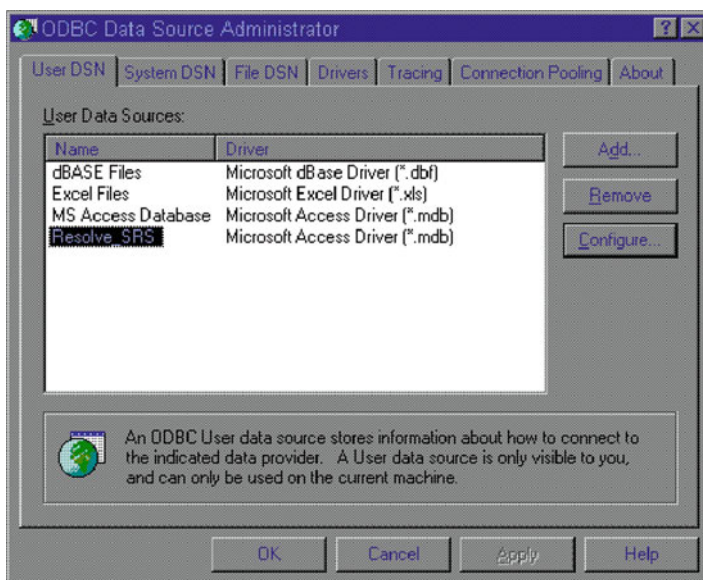 ODBC Data Source Administrator
User DSN System DSN File DSN Drivers Tracing Connection Pooling About
User Data Sources:
Name Driver Add...
dBASE Files Microsoft dBase Driver (*.dbf)
Excel Files Microsoft Excel Driver (*.xls) Remove
MS Access Database Microsoft Access Driver (*.mdb)
Resolve_SRS Microsoft Access Driver (*.mdb) Configure...
An ODBC User data source stores information about how to connect to
the indicated data provider. A User data source is only visible to you,
and can only be used on the current machine.
OK Cancel Apply Help